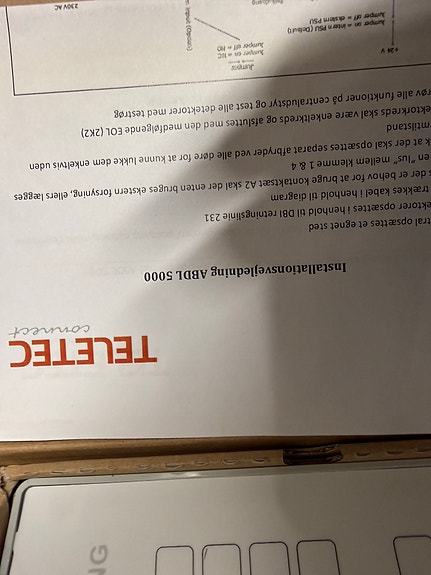 TELETEC
connect
Installationsvejledning ABDL 5000
tral opsættes et egnet sted
ektorer opsættes i henhold til DBI retningslinie 231
trækkes kabel i henhold til diagram
s der er behov for at bruge kontaktsæt A2 skal der enten bruges ekstern forsyning, ellers lægges
en "lus" mellem klemme 1 & 4
k at der skal opsættes separat afbryder ved alle døre for at kunne lukke dem enkeltvis uden
rmtilstand
ektorkreds skal være enkeltkreds og afsluttes med den medfølgende EOL (2K2)
røv alle funktioner på centraludstyr og test alle detektorer med testrøg
+24 V
Jumper on = intern PSU (Default)
Jumper off = ekstern PSU
Jumper
Jumper on = NC
Jumper off = NO
n input (Option)
230V AC
NG